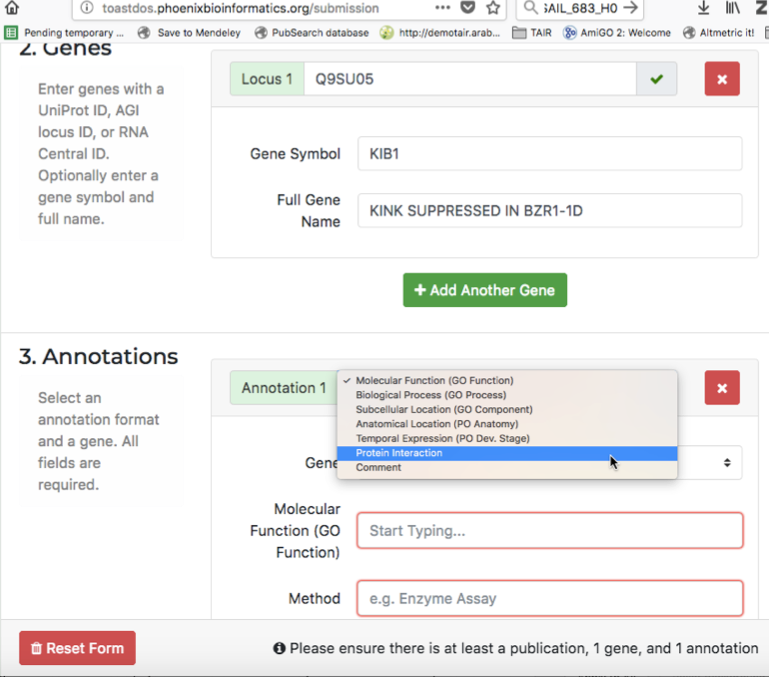 toastdos.phoenixbioinformatics.org/submission
AIL_683_H0
Pending temporary ...
Save to Mendeley
PubSearch database
http://demotair.arab...
TAIR
AmiGO 2: Welcome
Altmetric it!
2. Genes
Enter genes with a
UniProt ID, AGI
locus ID, or RNA
Central ID.
Optionally enter a
gene symbol and
full name.
Locus 1
Q9SU05
Gene Symbol
KIB1
Full Gene
Name
KINK SUPPRESSED IN BZR1-1D
+ Add Another Gene
3. Annotations
Select an
annotation format
and a gene. All
fields are
required.
Annotation 1
✓ Molecular Function (GO Function)
Biological Process (GO Process)
Subcellular Location (GO Component)
Anatomical Location (PO Anatomy)
Temporal Expression (PO Dev. Stage)
Protein Interaction
Comment
Gene
Molecular
Function (GO
Function)
Start Typing...
Method
e.g. Enzyme Assay
Reset Form
Please ensure there is at least a publication, 1 gene, and 1 annotation